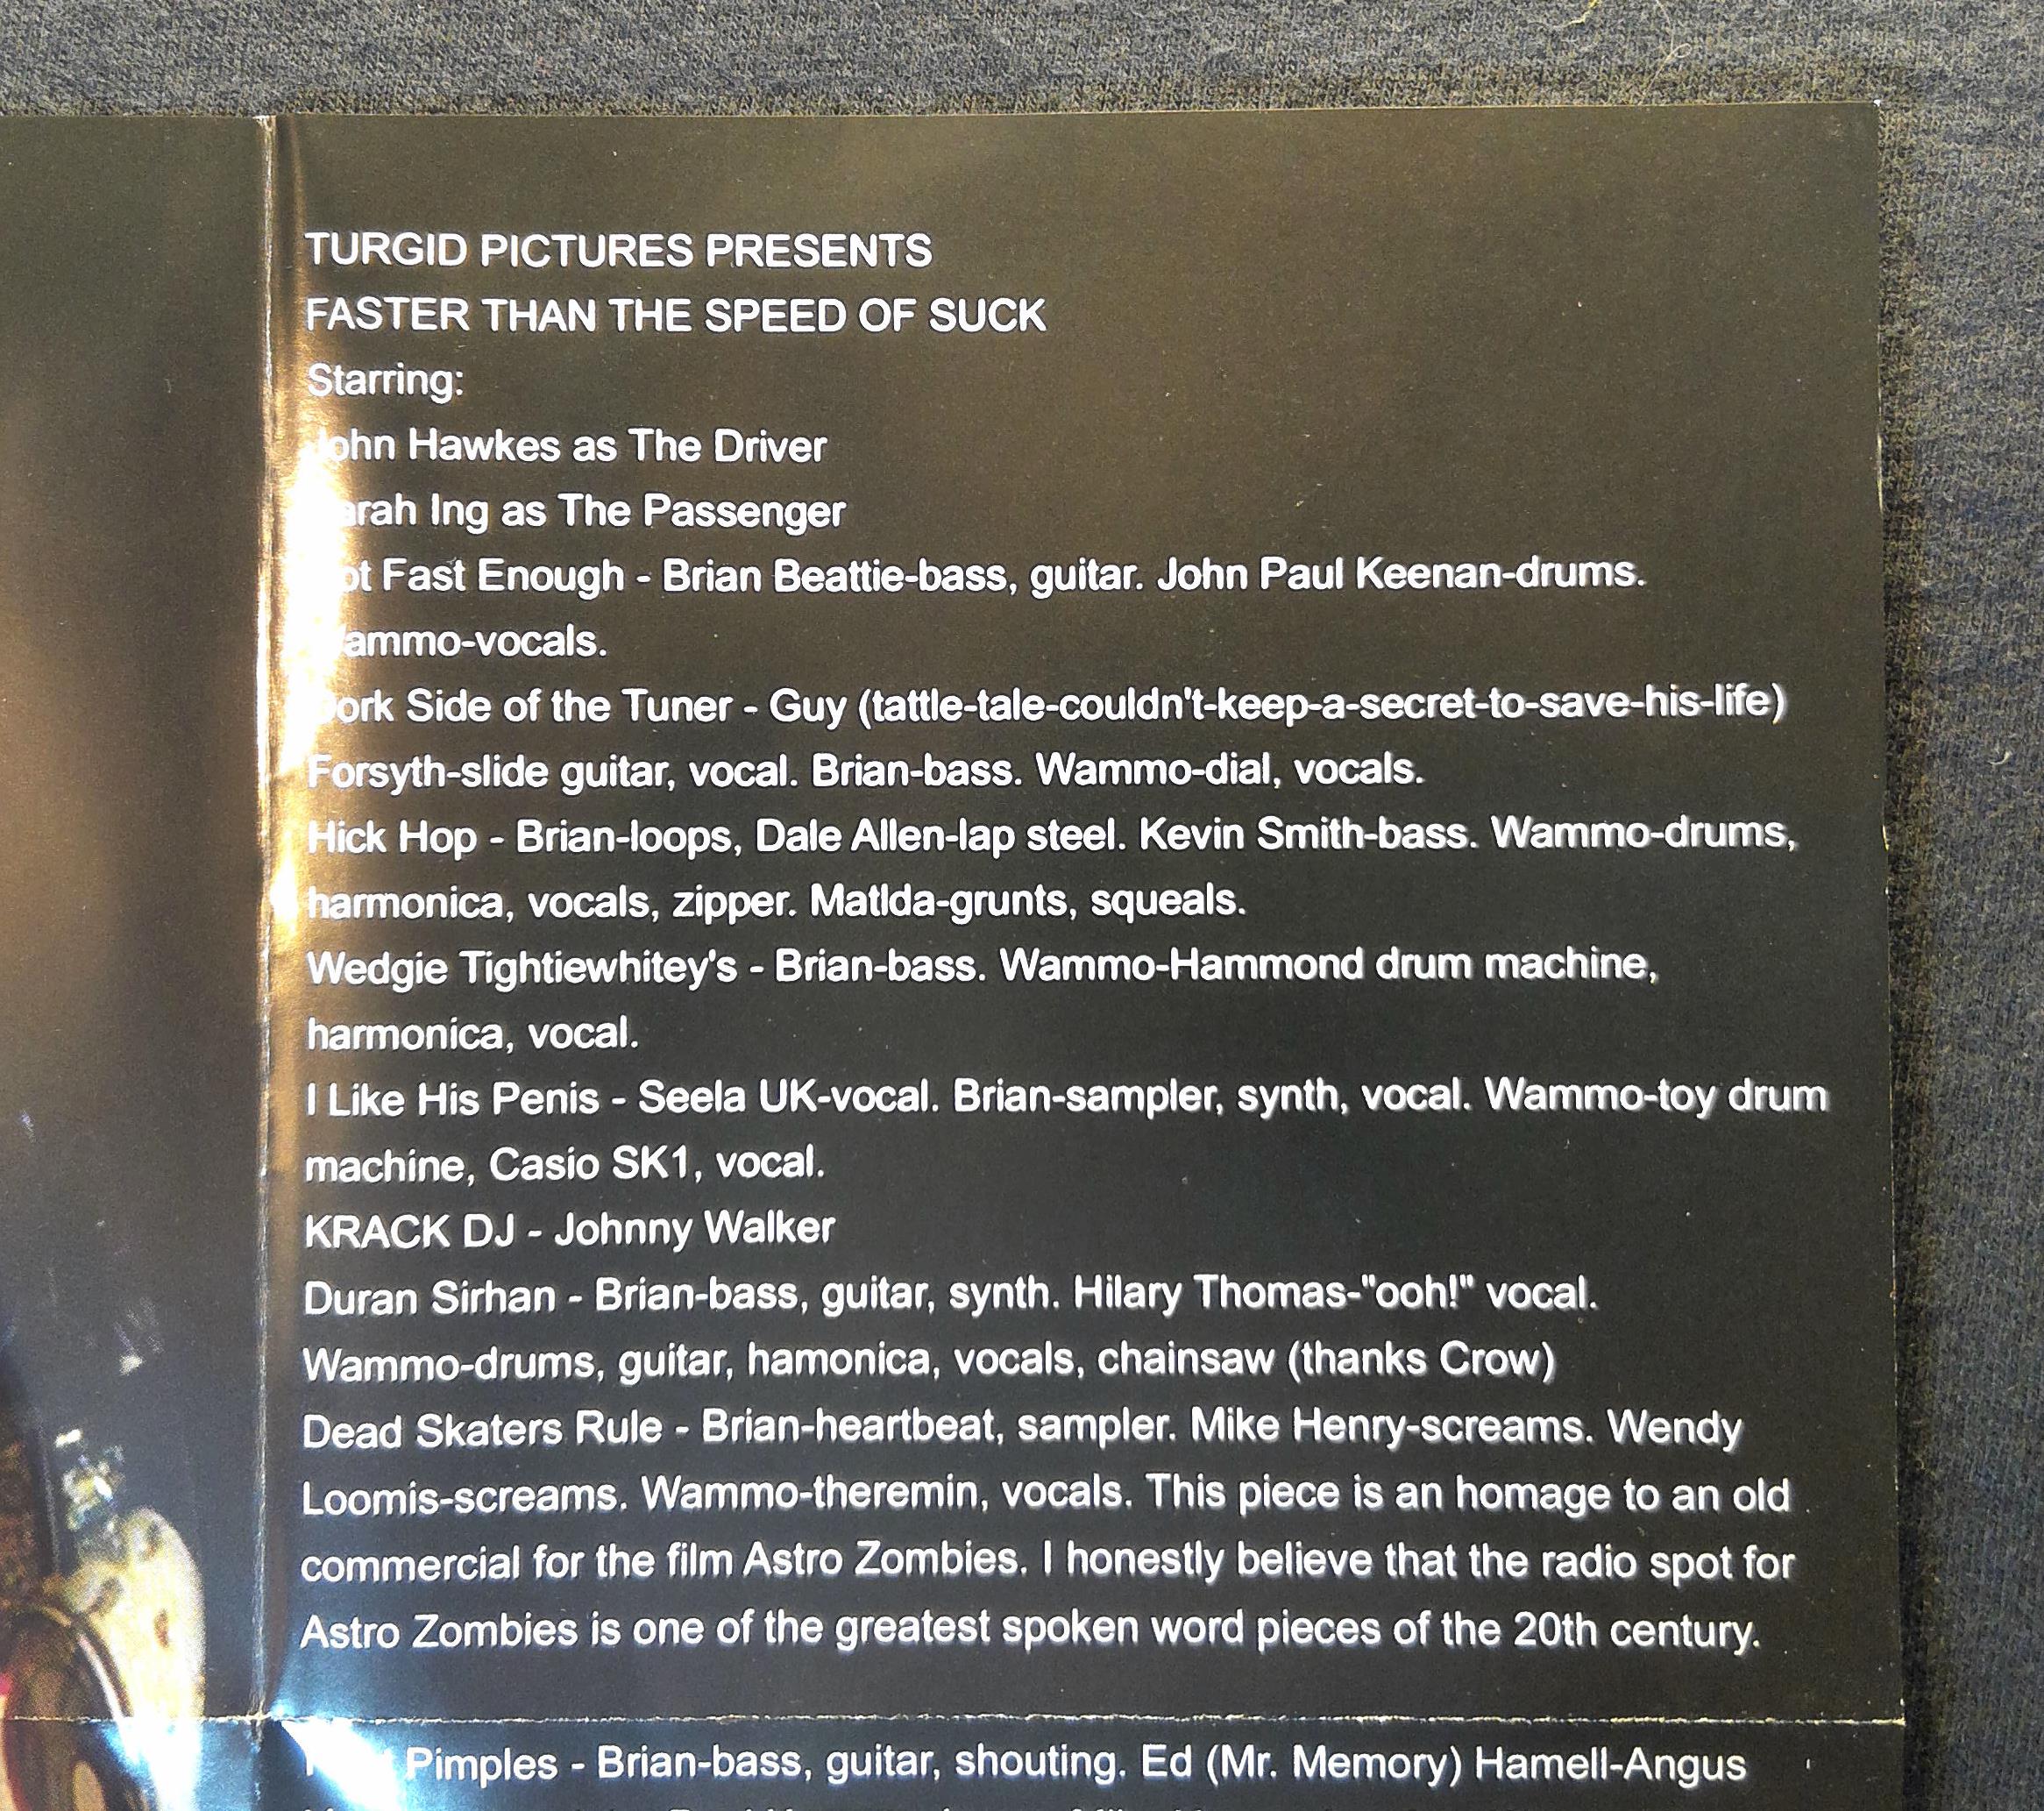 TURGID PICTURES PRESENTS
FASTER THAN THE SPEED OF SUCK
Starring:
John Hawkes as The Driver
Ing as The Passenger
Fast Enough - Brian Beattie-bass, guitar. John Paul Keenan-drums.
Wammo-vocals.
Dork Side of the Tuner - Guy (tattle-tale-couldn't-keep-a-secret-to-save-his-life)
Forsyth-slide guitar, vocal. Brian-bass. Wammo-dial, vocals.
Hick Hop - Brian-loops, Dale Allen-lap steel. Kevin Smith-bass. Wammo-drums,
harmonica, vocals, zipper. Matlda-grunts, squeals.
Wedgie Tightiewhitey's - Brian-bass. Wammo-Hammond drum machine,
harmonica, vocal.
I Like His Penis - Seela UK-vocal. Brian-sampler, synth, vocal. Wammo-toy drum
machine, Casio SK1, vocal.
KRACK DJ - Johnny Walker
Duran Sirhan - Brian-bass, guitar, synth. Hilary Thomas-"ooh!" vocal.
Wammo-drums, guitar, hamonica, vocals, chainsaw (thanks Crow)
Dead Skaters Rule - Brian-heartbeat, sampler. Mike Henry-screams. Wendy
Loomis-screams. Wammo-theremin, vocals. This piece is an homage to an old
commercial for the film Astro Zombies. I honestly believe that the radio spot for
Astro Zombies is one of the greatest spoken word pieces of the 20th century.
Pimples - Brian-bass, guitar, shouting. Ed (Mr. Memory) Hamell-Angus